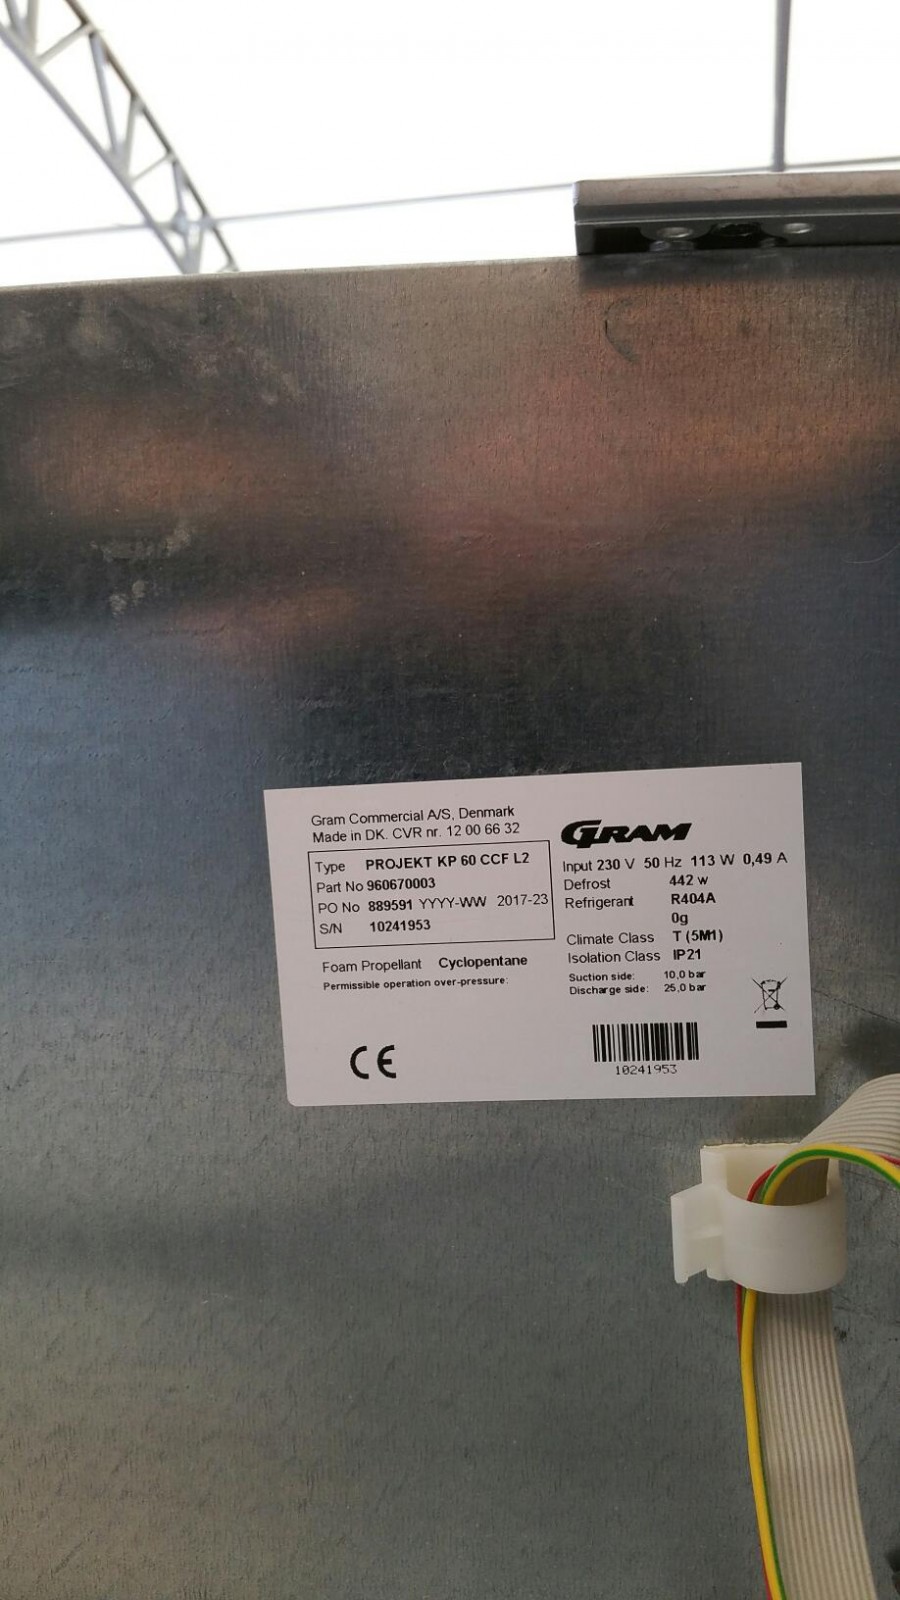 Gram Commercial A/S, Denmark
Made in DK. CVR nr. 12 00 66 32
Type PROJEKT KP 60 CCF L2
Part No 960670003
PO No 889591 YYYY-WW 2017-23
S/N 10241953
Foam Propellant Cyclopentane
Permissible operation over-pressure:
CE
GRAM
Input 230 V 50 Hz 113 W 0,49 A
Defrost 442 w
Refrigerant R404A
0g
Climate Class T (5M1)
Isolation Class IP21
Suction side: 10,0 bar
Discharge side: 25,0 bar
10241953